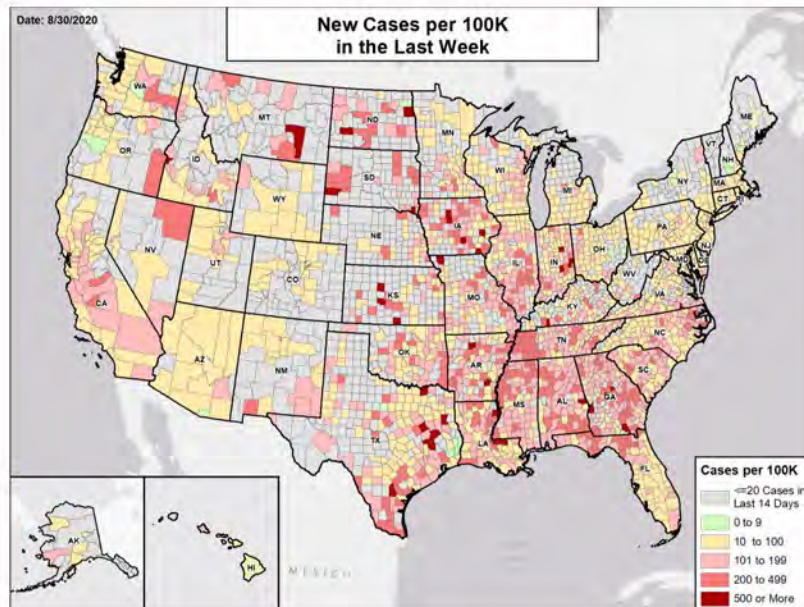 Date: 8/30/2020
New Cases per 100K
in the Last Week
WA
MT
ND
MN
ME
OR
ID
WY
SD
WI
MI
VT
NH
NY
MA
CT
NV
UT
CO
NE
IA
IL
IN
OH
PA
NJ
MD
DE
CA
KS
MO
KY
WV
VA
AZ
NM
OK
AR
TN
NC
SC
TX
LA
MS
AL
GA
FL
AK
HI
MEXICO
Cases per 100K
<=20 Cases in
Last 14 Days
0 to 9
10 to 100
101 to 199
200 to 499
500 or More